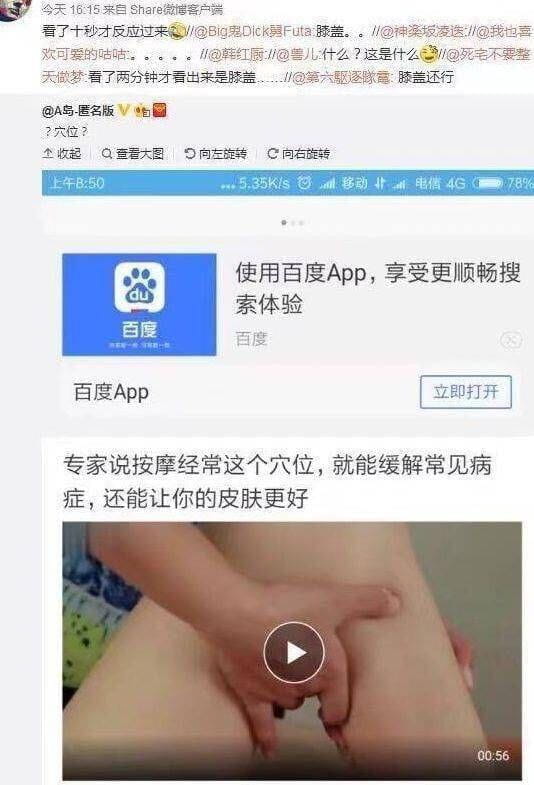 今天 16:15 来自 Share微博客户端
看了十秒才反应过来//@Big鬼Dick舅Futa:膝盖。。//@神楽坂凌迭://@我也喜
欢可爱的咕咕:。。。。。//@韩红厨://@兽儿:什么？这是什么//@死宅不要整
天做梦:看了两分钟才看出来是膝盖……//@第六駆逐隊電: 膝盖还行
@A岛-匿名版
？穴位？
收起 查看大图 向左旋转 向右旋转
上午8:50 ...5.35K/s 移动 电信 4G 78%
使用百度App，享受更顺畅搜
索体验
du
百度
百度
百度App
立即打开
专家说按摩经常这个穴位，就能缓解常见病
症，还能让你的皮肤更好
00:56